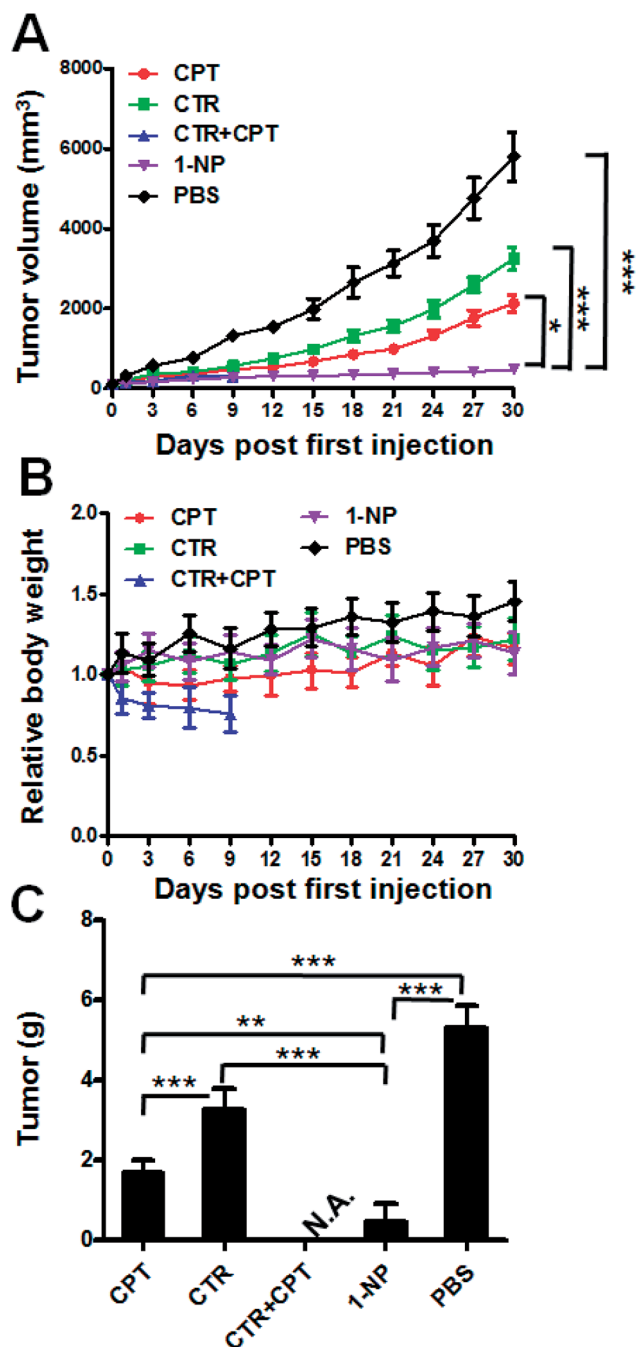 A
Tumor volume (mm³)
8000
6000
4000
2000
0
CPT
CTR
CTR+CPT
1-NP
PBS
*
***
***
0 3 6 9 12 15 18 21 24 27 30
Days post first injection
B
Relative body weight
2.0
1.5
1.0
0.5
0.0
CPT
CTR
CTR+CPT
1-NP
PBS
0 3 6 9 12 15 18 21 24 27 30
Days post first injection
C
Tumor (g)
8
6
4
2
0
***
***
**
***
***
N.A.
CPT
CTR
CTR+CPT
1-NP
PBS